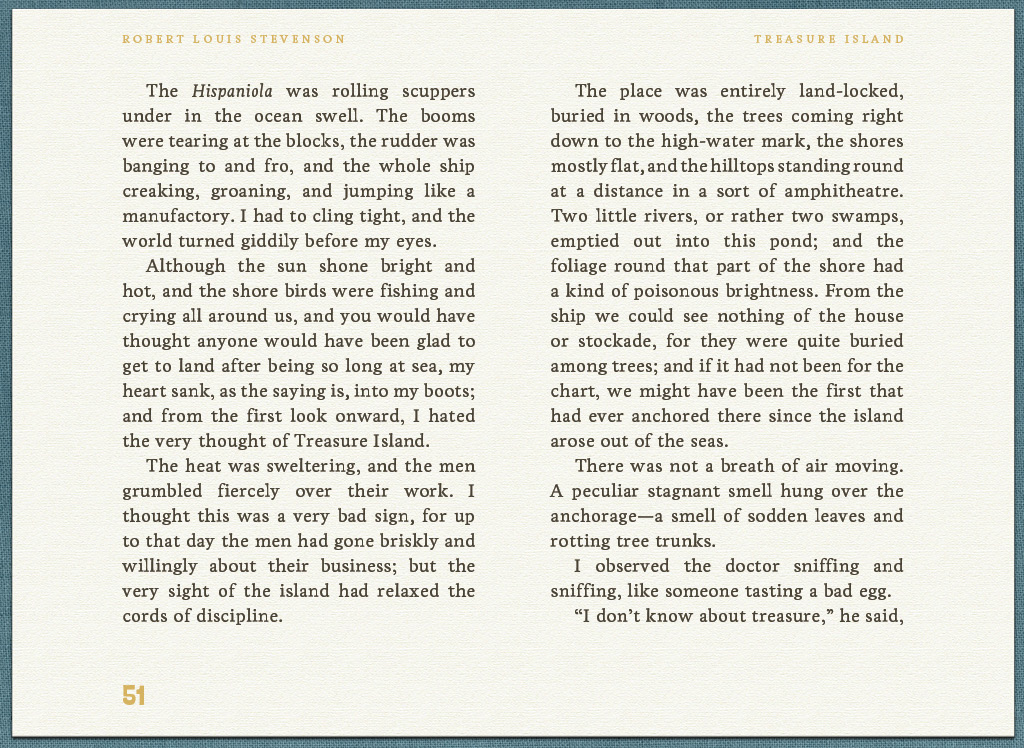 ROBERT LOUIS STEVENSON
TREASURE ISLAND
The Hispaniola was rolling scuppers
under in the ocean swell. The booms
were tearing at the blocks, the rudder was
banging to and fro, and the whole ship
creaking, groaning, and jumping like a
manufactory. I had to cling tight, and the
world turned giddily before my eyes.
Although the sun shone bright and
hot, and the shore birds were fishing and
crying all around us, and you would have
thought anyone would have been glad to
get to land after being so long at sea, my
heart sank, as the saying is, into my boots;
and from the first look onward, I hated
the very thought of Treasure Island.
The heat was sweltering, and the men
grumbled fiercely over their work. I
thought this was a very bad sign, for up
to that day the men had gone briskly and
willingly about their business; but the
very sight of the island had relaxed the
cords of discipline.
The place was entirely land-locked,
buried in woods, the trees coming right
down to the high-water mark, the shores
mostly flat, and the hilltops standing round
at a distance in a sort of amphitheatre.
Two little rivers, or rather two swamps,
emptied out into this pond; and the
foliage round that part of the shore had
a kind of poisonous brightness. From the
ship we could see nothing of the house
or stockade, for they were quite buried
among trees; and if it had not been for the
chart, we might have been the first that
had ever anchored there since the island
arose out of the seas.
There was not a breath of air moving.
A peculiar stagnant smell hung over the
anchorage—a smell of sodden leaves and
rotting tree trunks.
I observed the doctor sniffing and
sniffing, like someone tasting a bad egg.
“I don’t know about treasure,” he said,
51